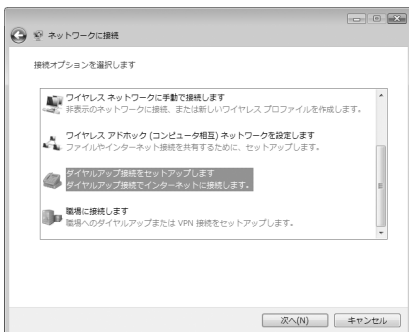 ネットワークに接続
接続オプションを選択します
ワイヤレス ネットワークに手動で接続します
非表示のネットワークに接続、または新しいワイヤレス プロファイルを作成します。
ワイヤレス アドホック (コンピュータ相互) ネットワークを設定します
ファイルやインターネット接続を共有するために、セットアップします。
ダイヤルアップ接続をセットアップします
ダイヤルアップ接続でインターネットに接続します。
職場に接続します
職場へのダイヤルアップまたは VPN 接続をセットアップします。
次へ(N)
キャンセル